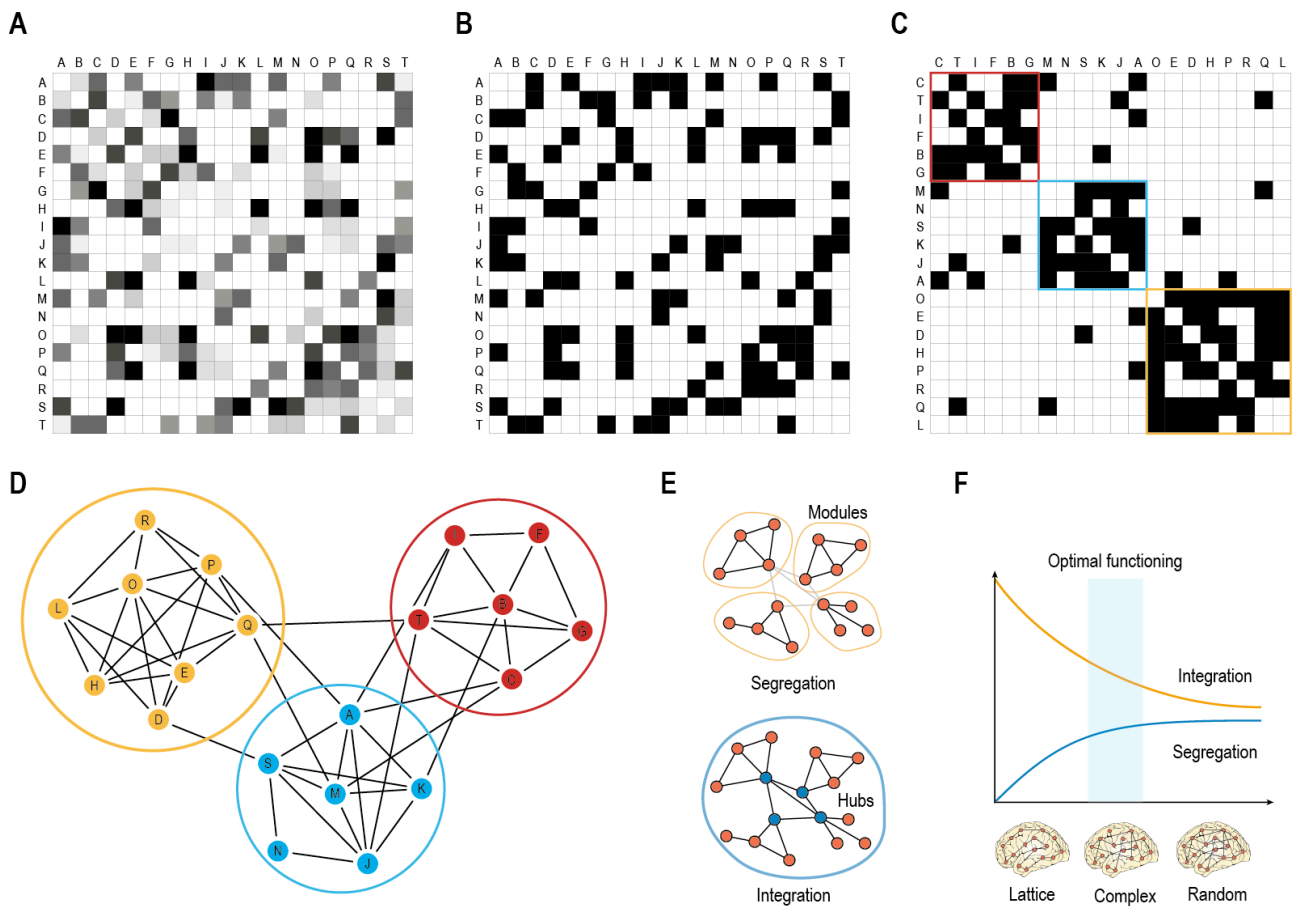 A
B
C
A B C D E F G H I J K L M N O P Q R S T
A
B
C
D
E
F
G
H
I
J
K
L
M
N
O
P
Q
R
S
T
A B C D E F G H I J K L M N O P Q R S T
A
B
C
D
E
F
G
H
I
J
K
L
M
N
O
P
Q
R
S
T
C T I F B G M N S K J A O E D H P R Q L
C
T
I
F
B
G
M
N
S
K
J
A
O
E
D
H
P
R
Q
L
D
R
P
O
L
Q
E
H
D
I
F
B
T
G
C
A
S
M
K
N
J
E
Modules
Segregation
Hubs
Integration
F
Optimal functioning
Integration
Segregation
Lattice
Complex
Random